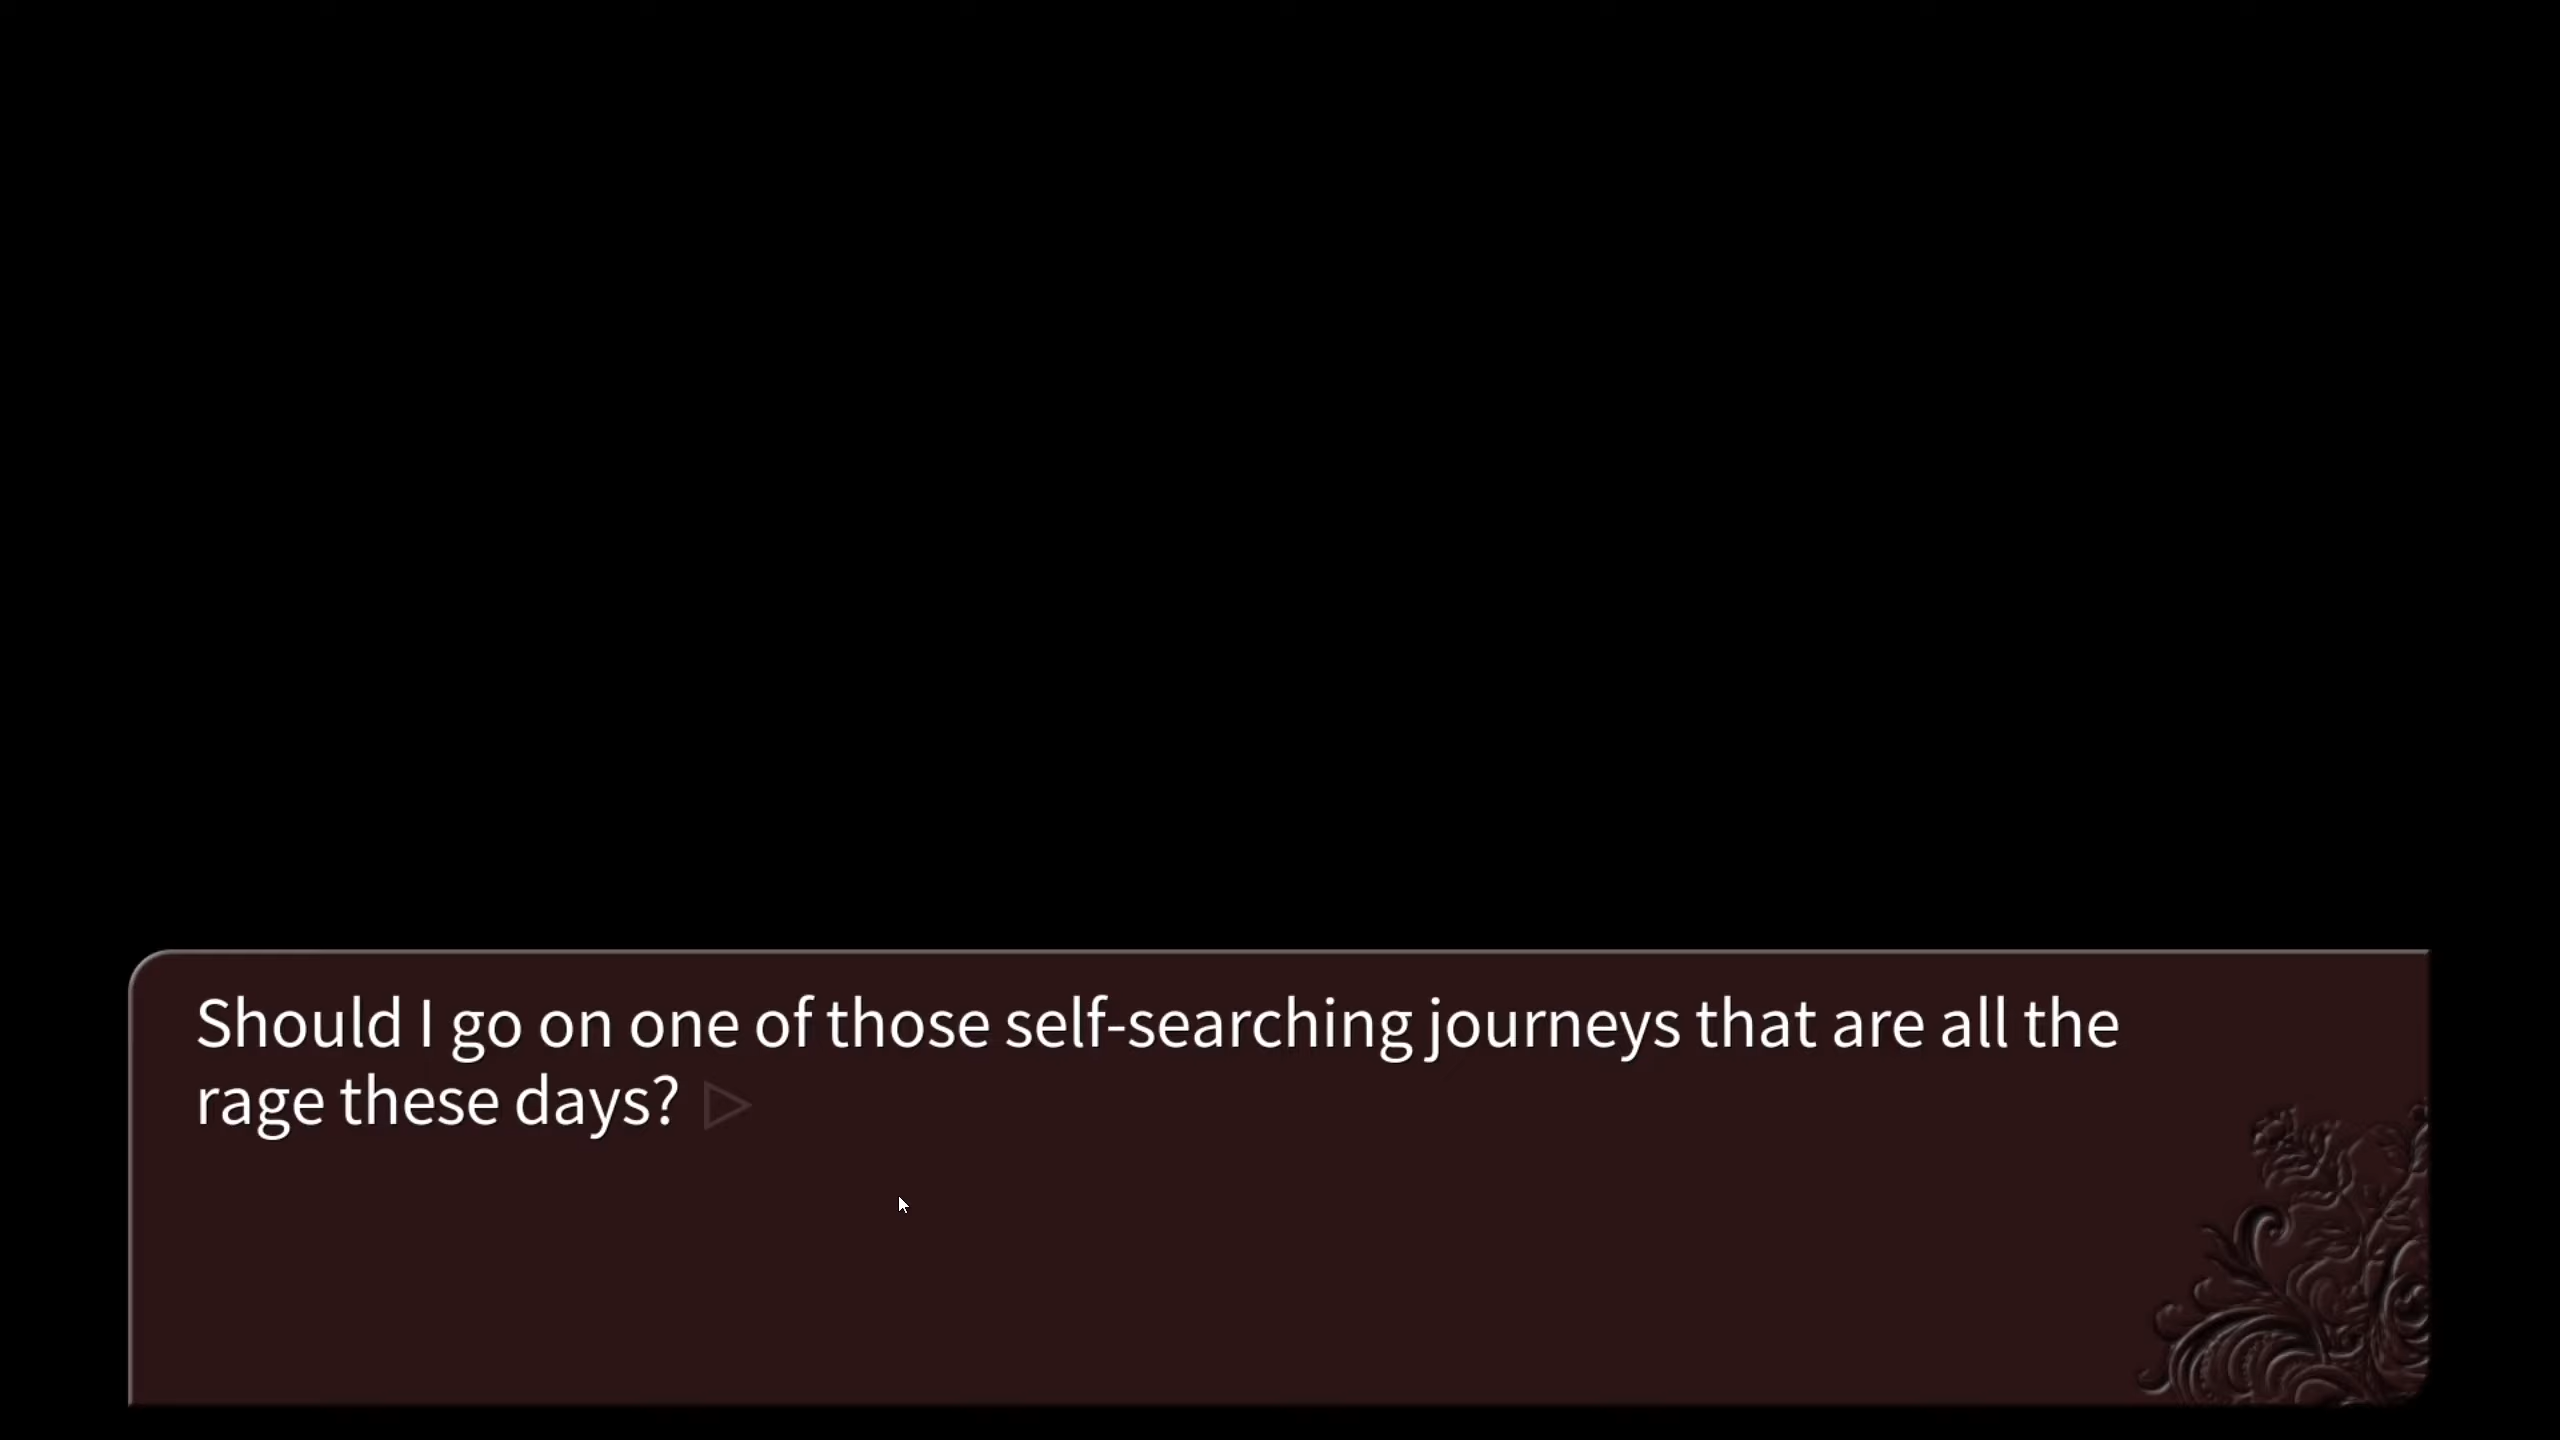 Should I go on one of those self-searching journeys that are all the
rage these days?